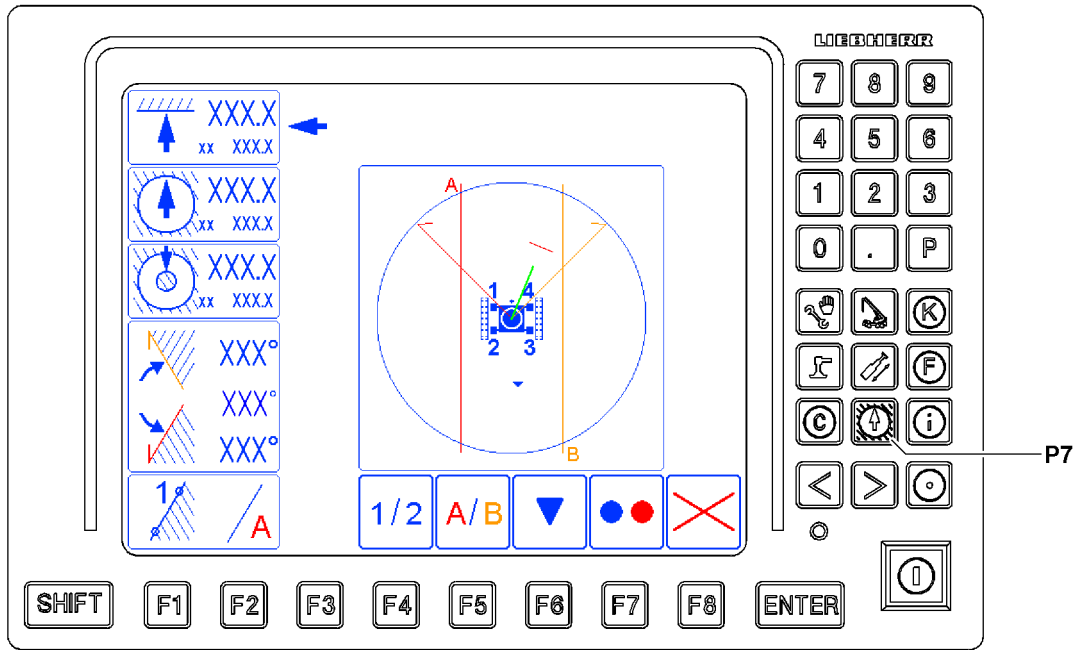 LIEBHERR
XXX.X
xx XXX.X
XXX.X
xx XXX.X
XXX.X
xx XXX.X
XXX°
XXX°
XXX°
1 A
A
1 4
2 3
B
1/2 A/B
7 8 9
4 5 6
1 2 3
0 . P
K
F
C i
< >
P7
SHIFT F1 F2 F3 F4 F5 F6 F7 F8 ENTER